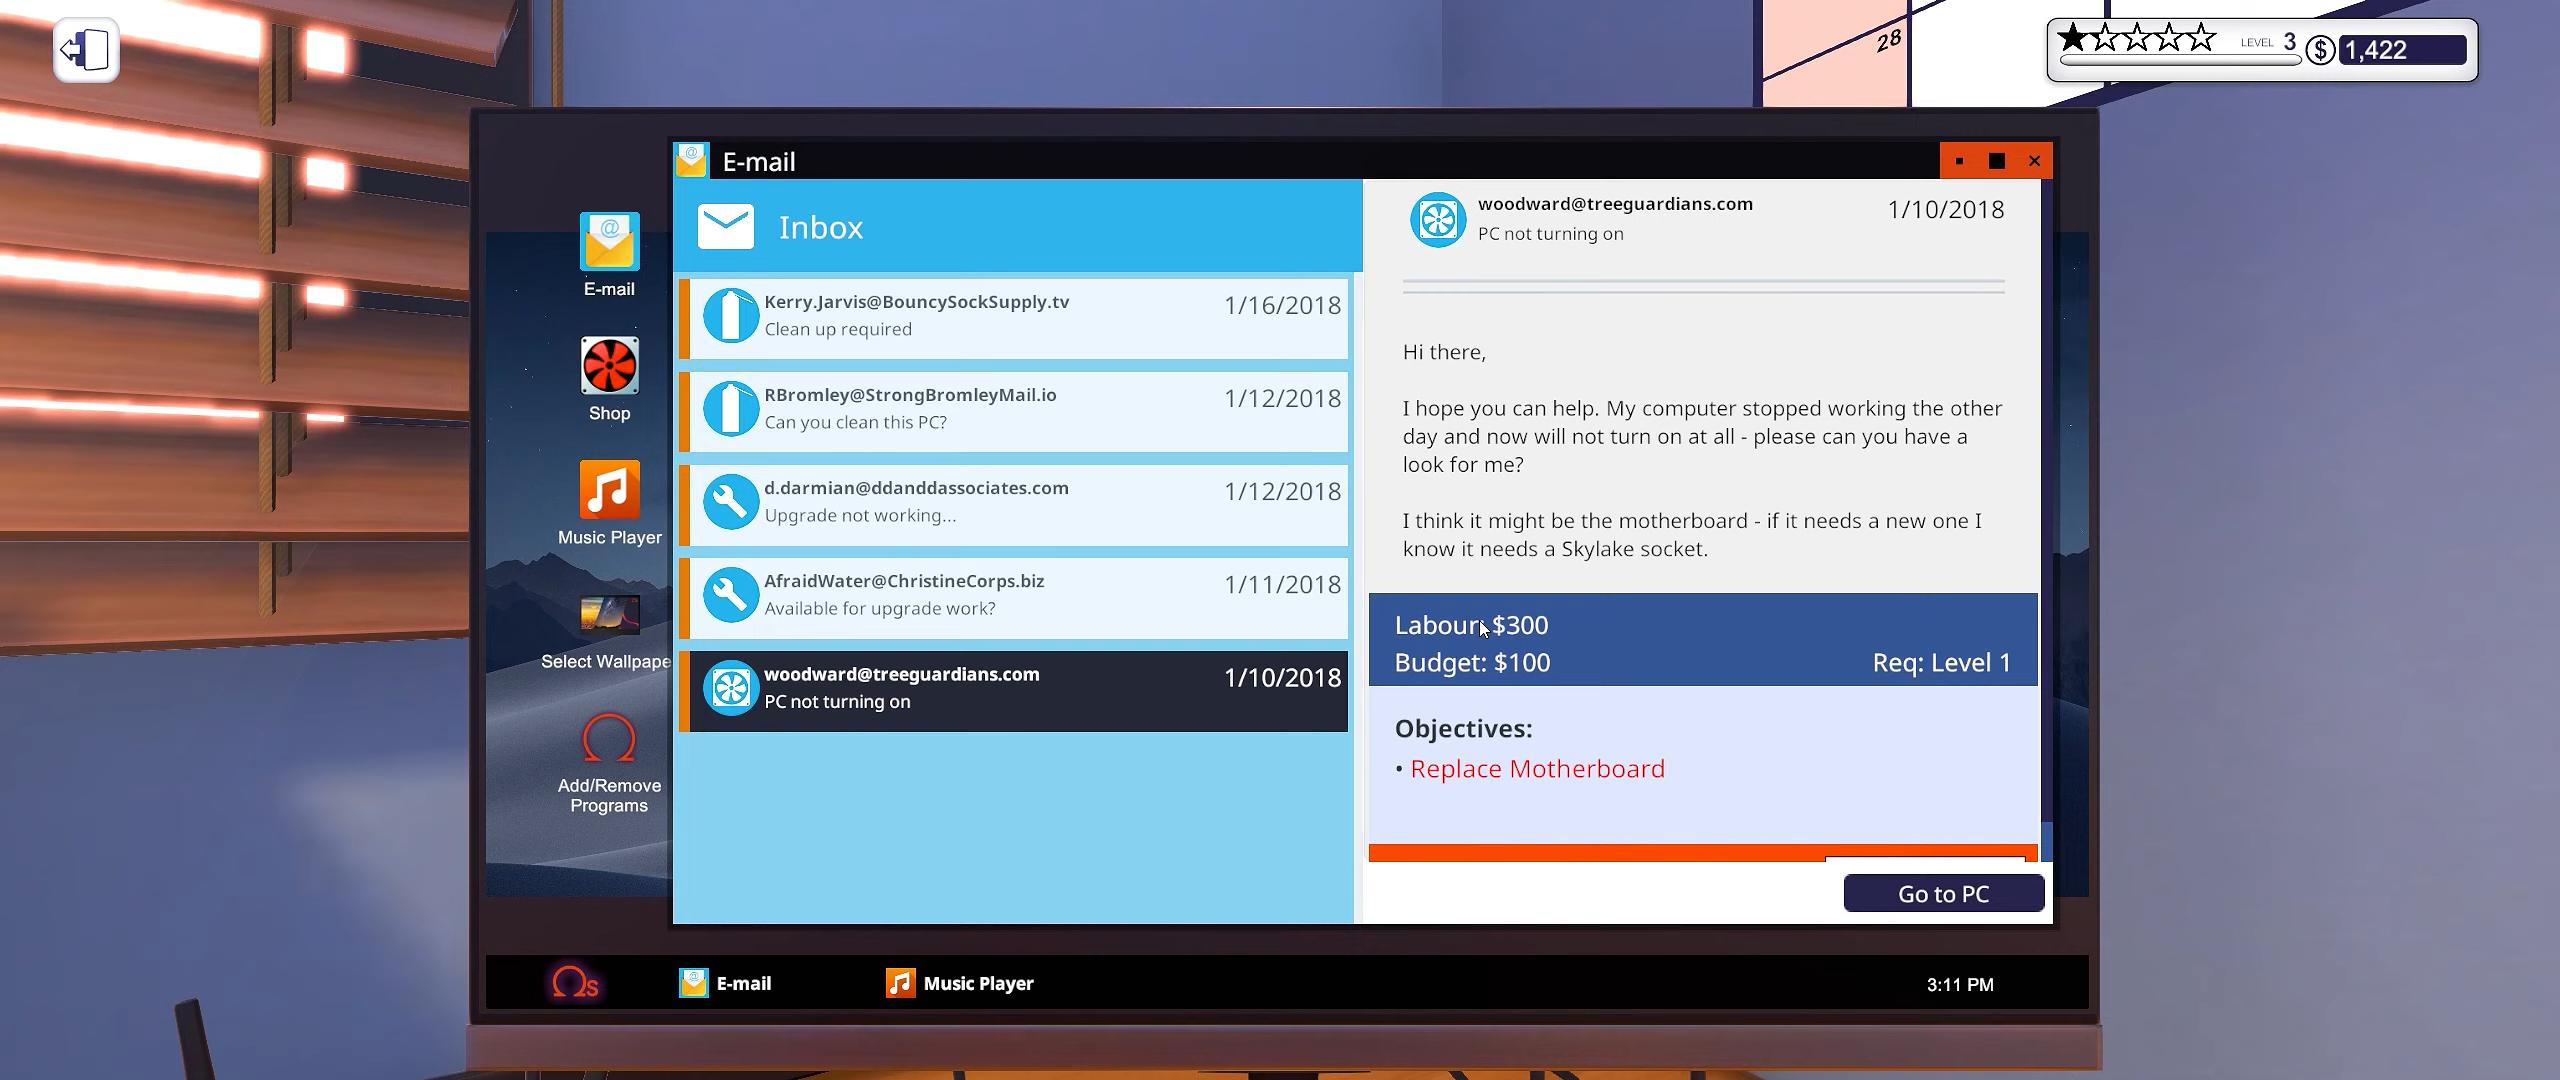 28
LEVEL 3 $ 1,422
E-mail
Inbox
Kerry.Jarvis@BouncySockSupply.tv 1/16/2018
Clean up required
RBromley@StrongBromleyMail.io 1/12/2018
Can you clean this PC?
d.darmian@ddanddassociates.com 1/12/2018
Upgrade not working...
AfraidWater@ChristineCorps.biz 1/11/2018
Available for upgrade work?
woodward@treeguardians.com 1/10/2018
PC not turning on
woodward@treeguardians.com 1/10/2018
PC not turning on
Hi there,
I hope you can help. My computer stopped working the other
day and now will not turn on at all - please can you have a
look for me?
I think it might be the motherboard - if it needs a new one I
know it needs a Skylake socket.
Labour: $300
Budget: $100 Req: Level 1
Objectives:
• Replace Motherboard
Go to PC
E-mail
Shop
Music Player
Select Wallpape
Add/Remove
Programs
Ωs E-mail Music Player 3:11 PM